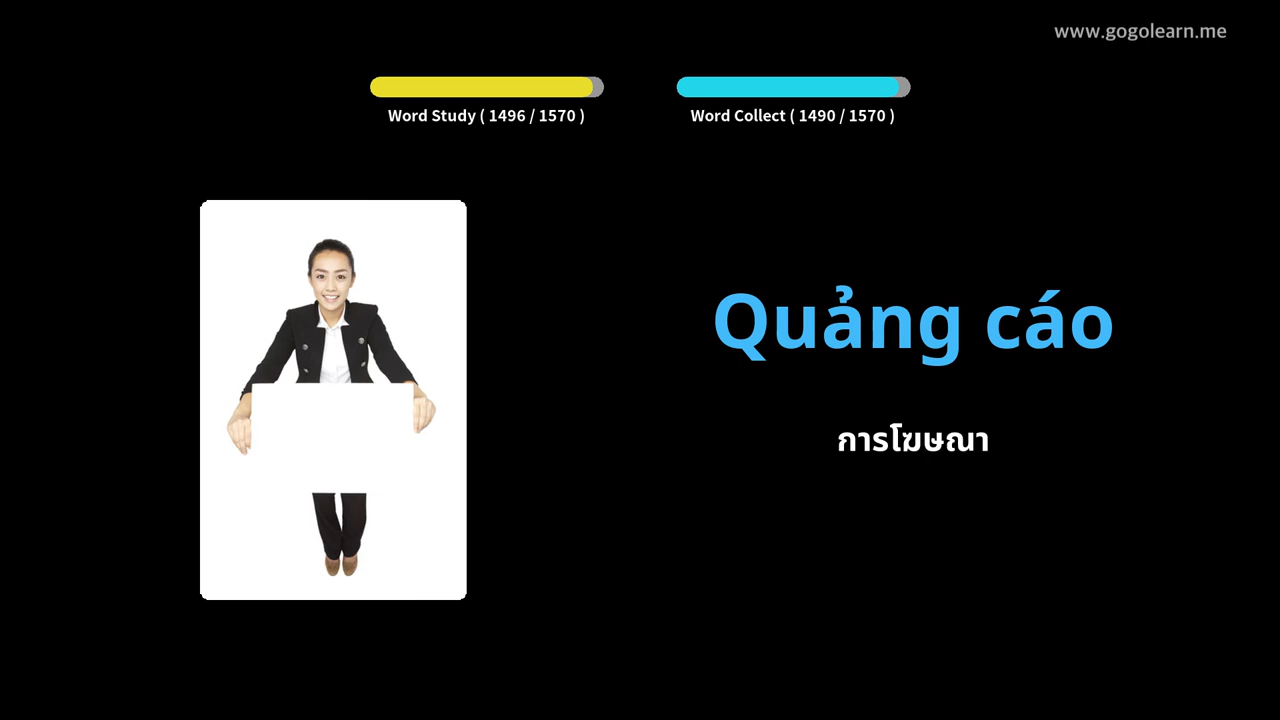 www.gogolearn.me
Word Study ( 1496 / 1570 )
Word Collect ( 1490 / 1570 )
Quảng cáo
การโฆษณา